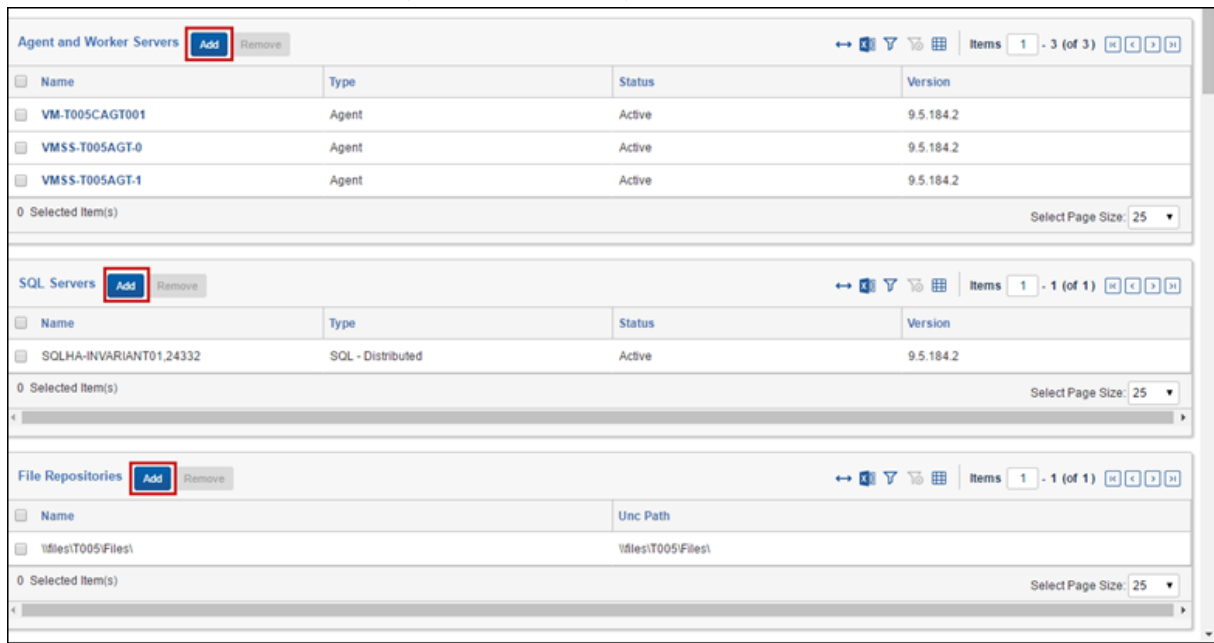 Agent and Worker Servers Add Remove Items 1 - 3 (of 3)
Name Type Status Version
VM-T005CAGT001 Agent Active 9.5.184.2
VMSS-T005AGT-0 Agent Active 9.5.184.2
VMSS-T005AGT-1 Agent Active 9.5.184.2
0 Selected Item(s) Select Page Size: 25
SQL Servers Add Remove Items 1 - 1 (of 1)
Name Type Status Version
SQLHA-INVARIANT01,24332 SQL - Distributed Active 9.5.184.2
0 Selected Item(s) Select Page Size: 25
File Repositories Add Remove Items 1 - 1 (of 1)
Name Unc Path
\\files\T005\Files\ \\files\T005\Files\
0 Selected Item(s) Select Page Size: 25